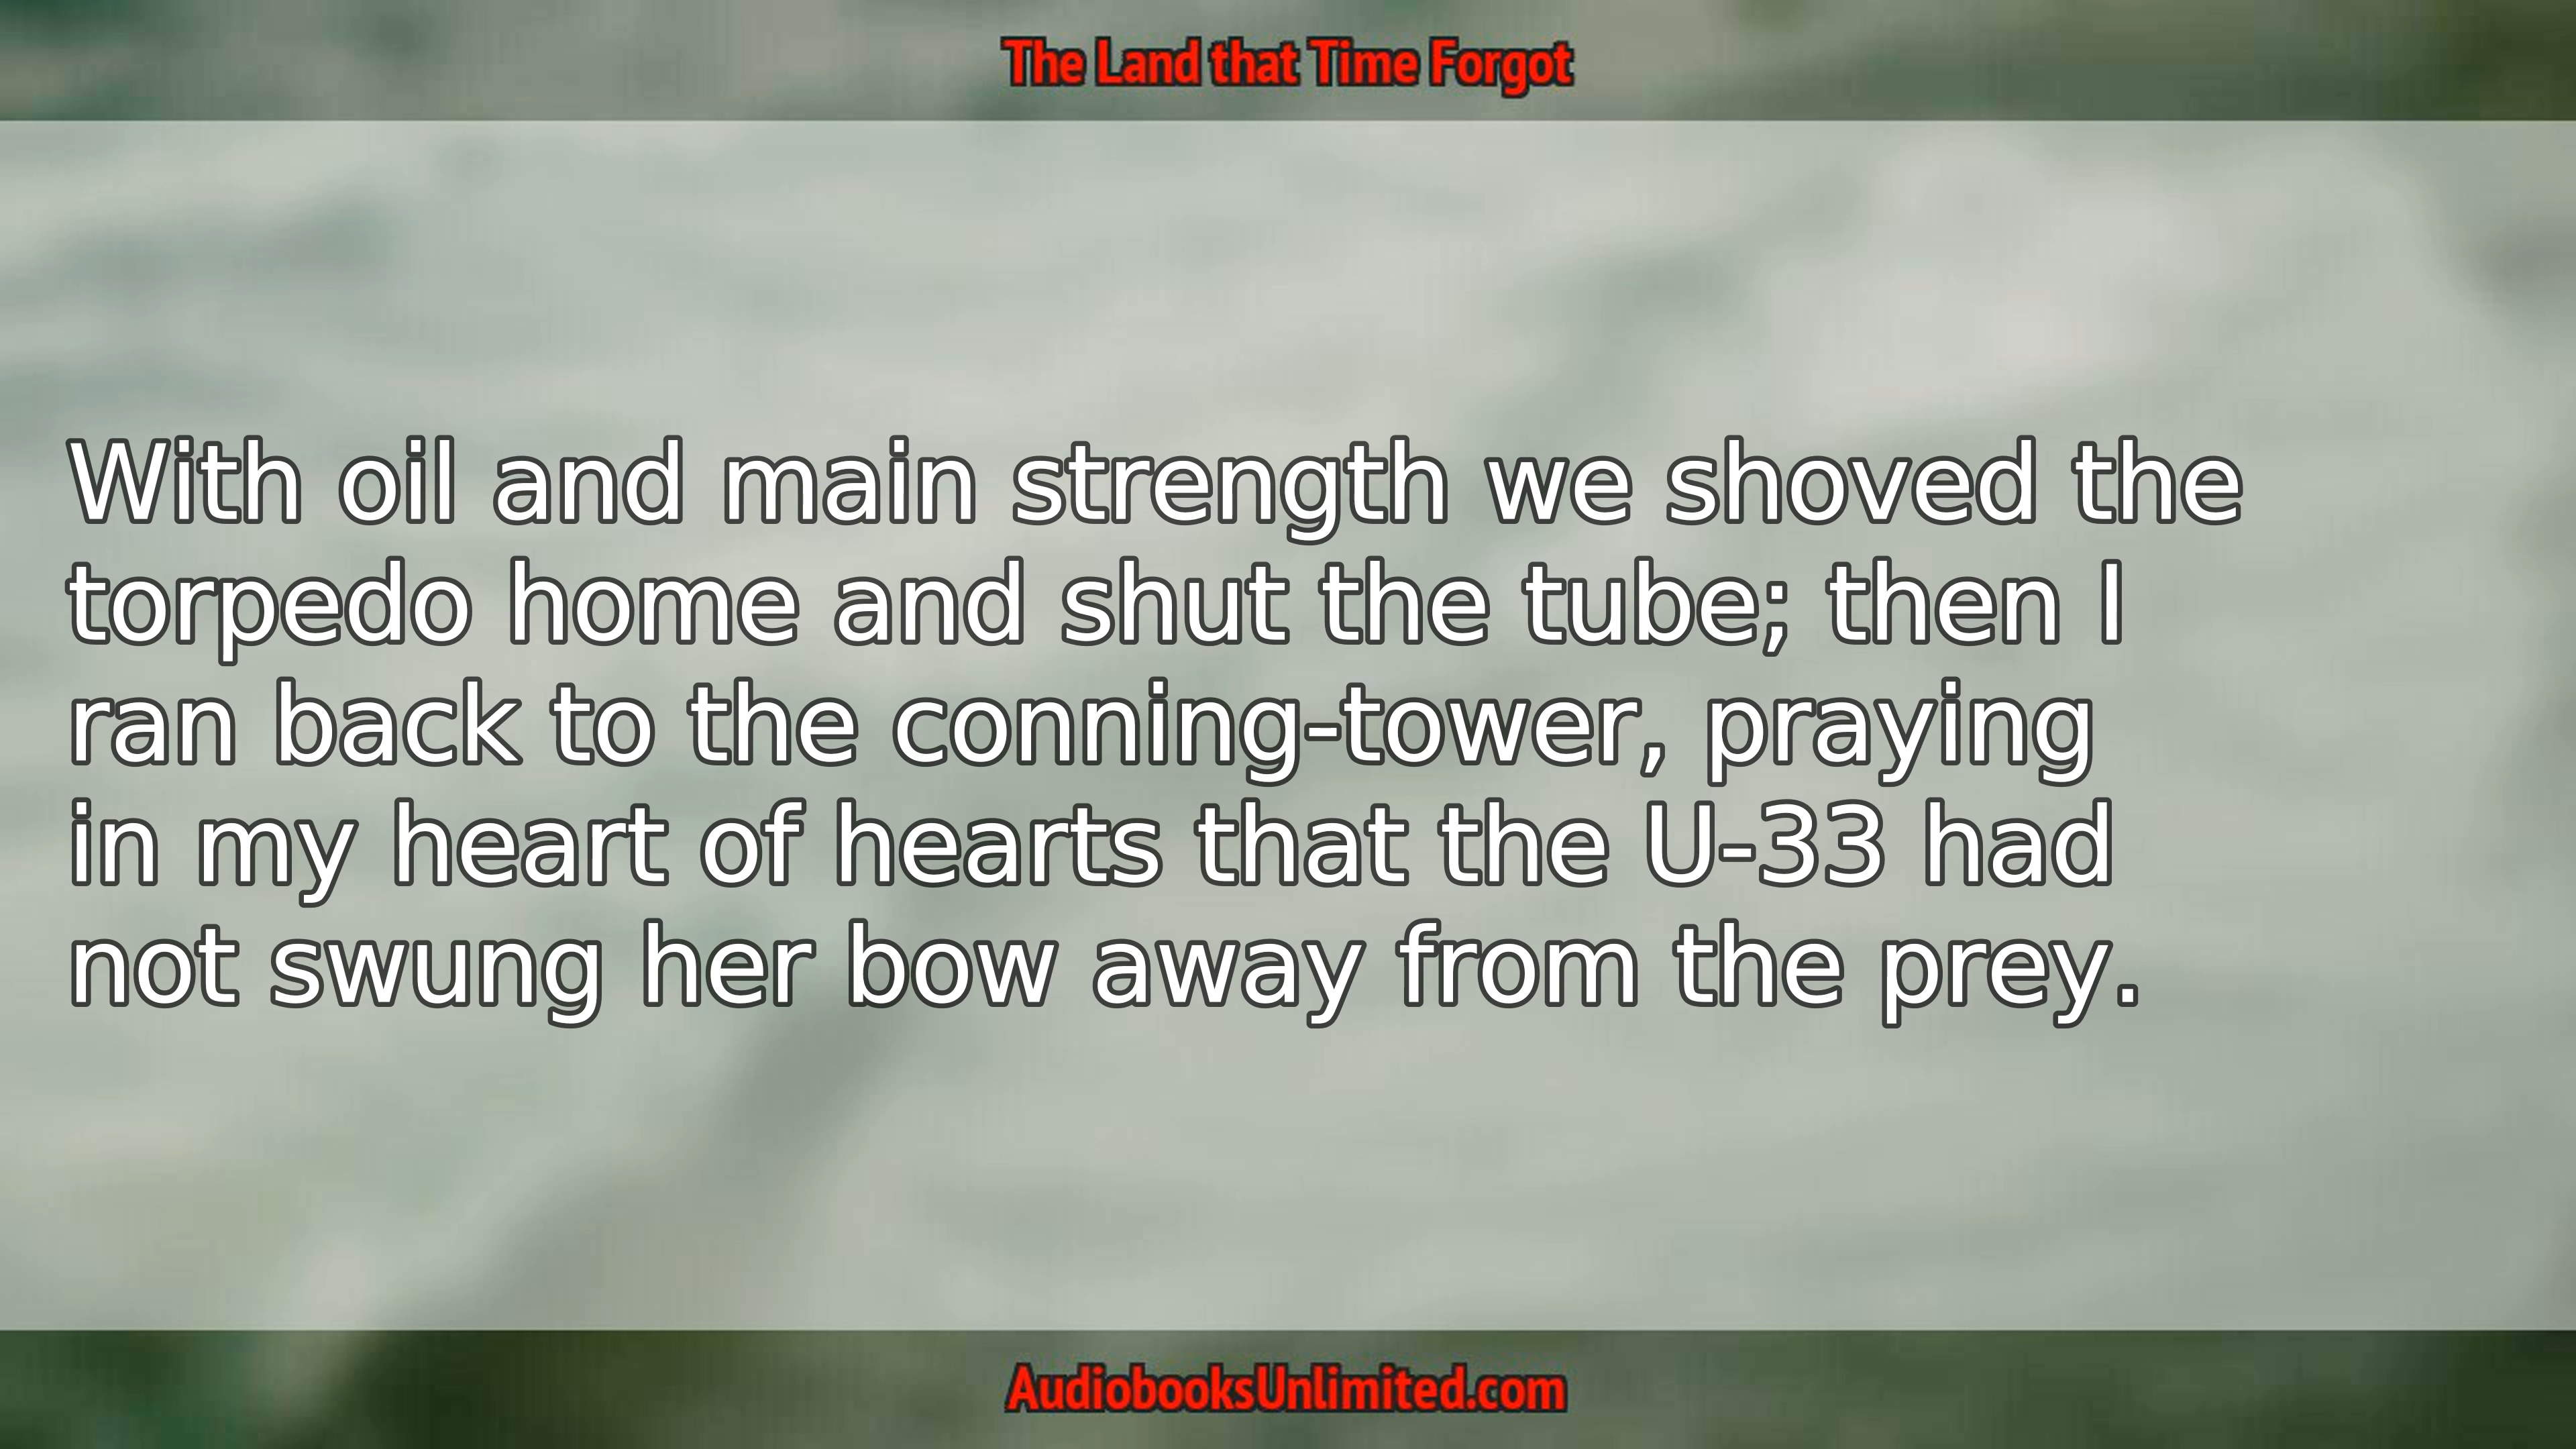 The Land that Time Forgot
With oil and main strength we shoved the
torpedo home and shut the tube; then I
ran back to the conning-tower, praying
in my heart of hearts that the U-33 had
not swung her bow away from the prey.
AudiobooksUnlimited.com